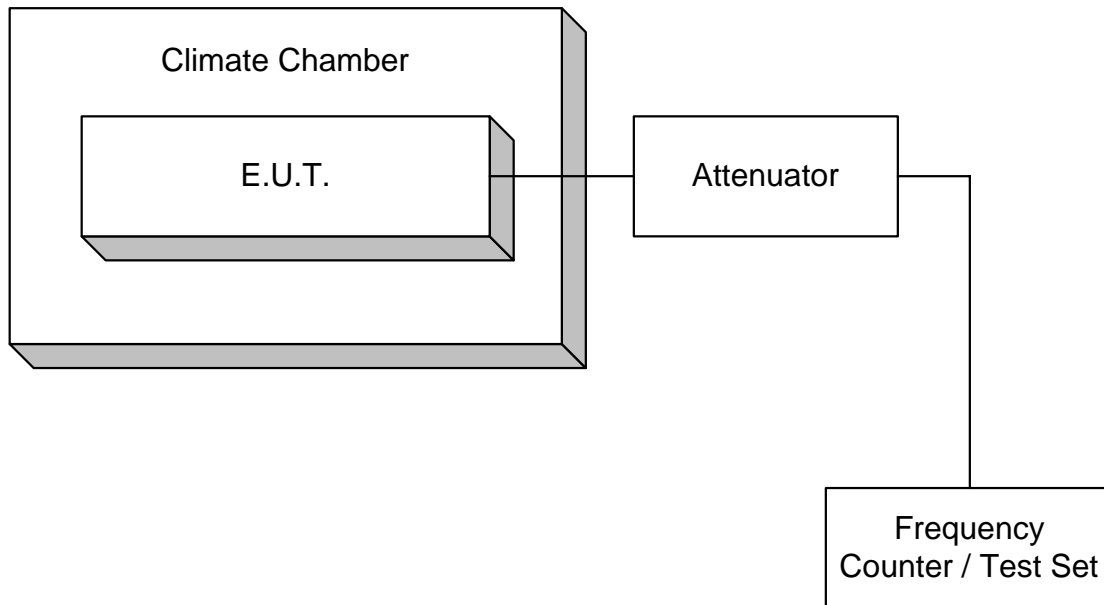 Climate Chamber
E.U.T.
Attenuator
Frequency
Counter / Test Set